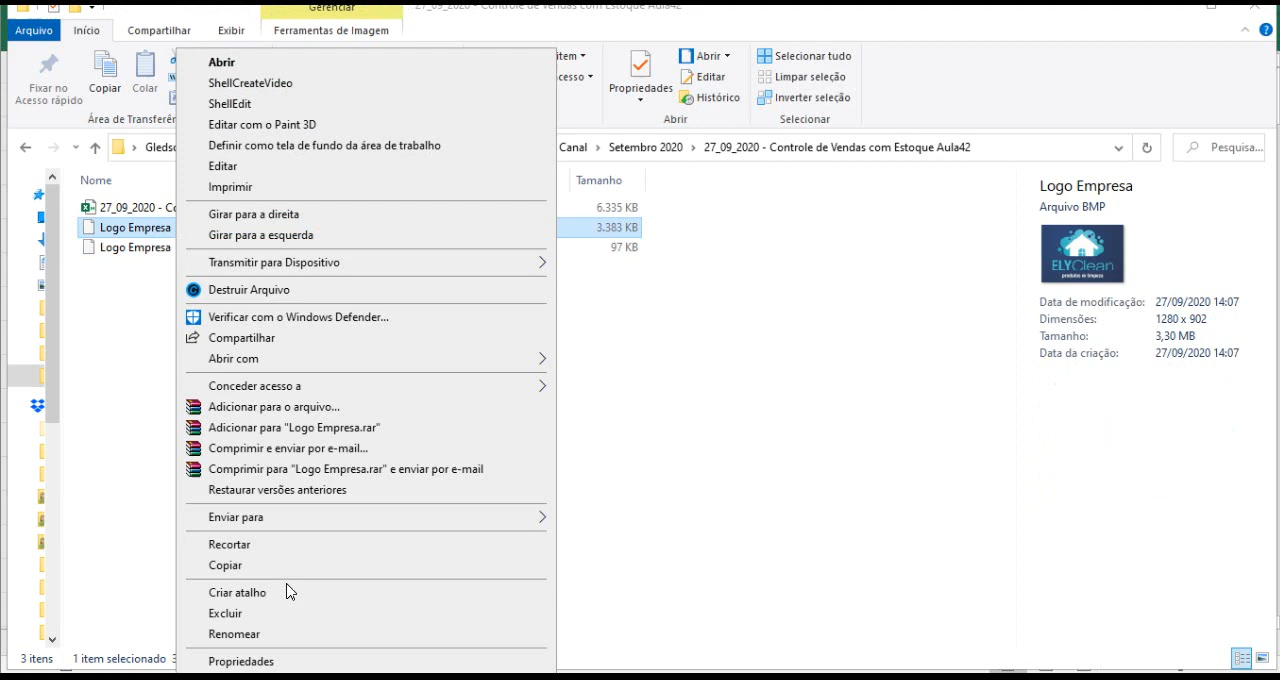 Gerenciar
27_09_2020 - Controle de Vendas com Estoque Aula42
Arquivo
Início
Compartilhar
Exibir
Ferramentas de Imagem
Fixar no
Acesso rápido
Copiar
Colar
Área de Transferên
item
cesso
Propriedades
Abrir
Editar
Histórico
Abrir
Selecionar tudo
Limpar seleção
Inverter seleção
Selecionar
Gleds
Canal
Setembro 2020
27_09_2020 - Controle de Vendas com Estoque Aula42
Pesquisa...
Nome
Tamanho
27_09_2020 - Co
6.335 KB
Logo Empresa
3.383 KB
Logo Empresa
97 KB
Abrir
ShellCreateVideo
ShellEdit
Editar com o Paint 3D
Definir como tela de fundo da área de trabalho
Editar
Imprimir
Girar para a direita
Girar para a esquerda
Transmitir para Dispositivo
Destruir Arquivo
Verificar com o Windows Defender...
Compartilhar
Abrir com
Conceder acesso a
Adicionar para o arquivo...
Adicionar para "Logo Empresa.rar"
Comprimir e enviar por e-mail...
Comprimir para "Logo Empresa.rar" e enviar por e-mail
Restaurar versões anteriores
Enviar para
Recortar
Copiar
Criar atalho
Excluir
Renomear
Propriedades
Logo Empresa
Arquivo BMP
ELYClean
produtos de limpeza
Data de modificação: 27/09/2020 14:07
Dimensões: 1280 x 902
Tamanho: 3,30 MB
Data da criação: 27/09/2020 14:07
3 itens
1 item selecionado 3